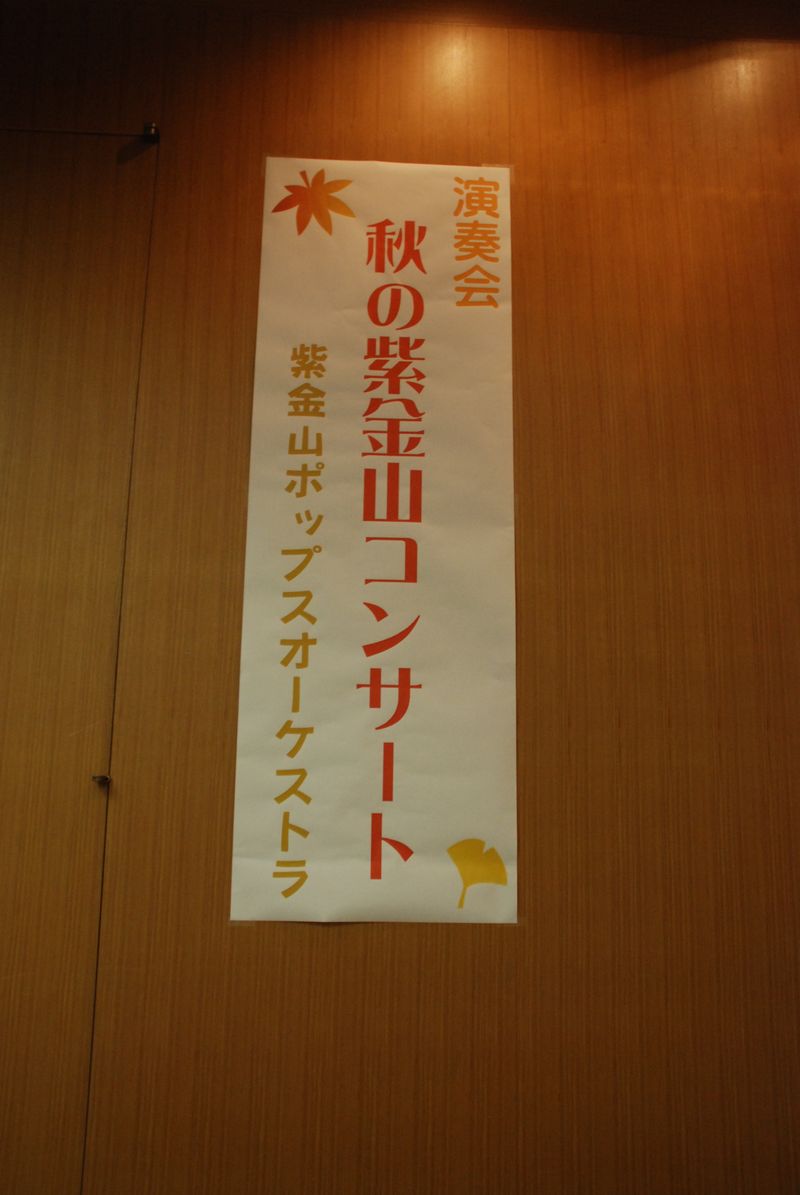 演奏会
秋の紫金山コンサート
紫金山ポップスオーケストラ